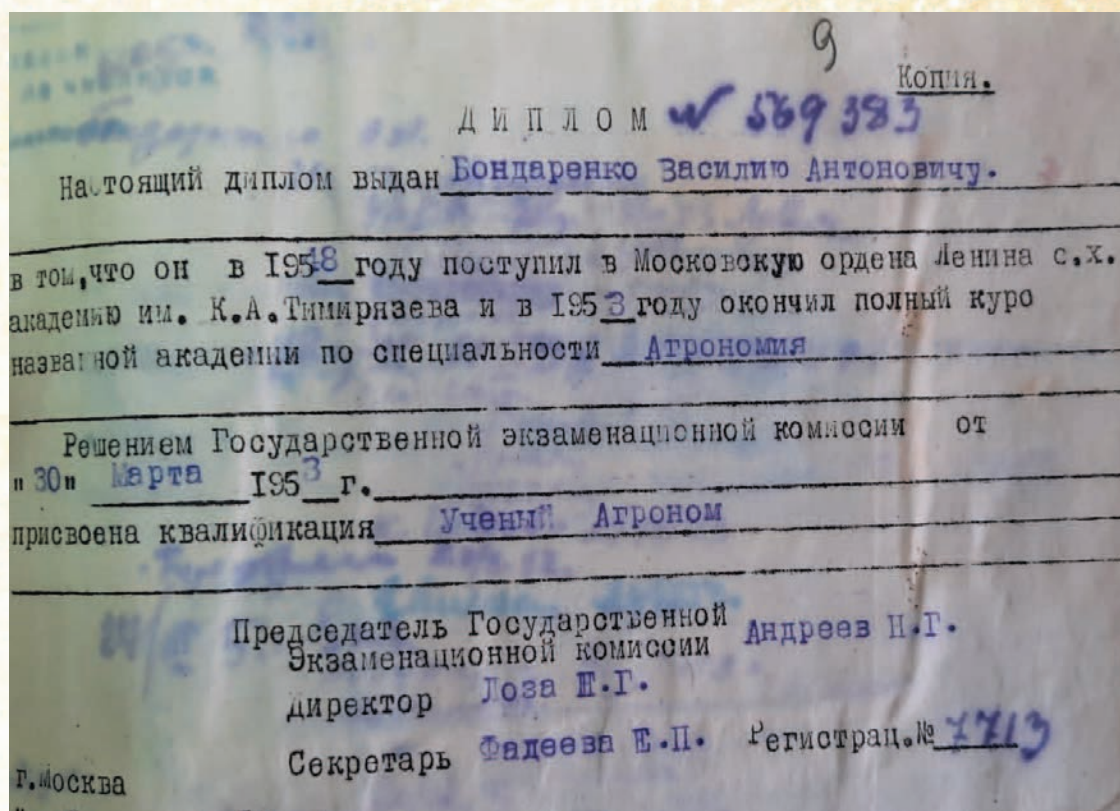 9
Копия.
ДИПЛОМ № 569 383
Настоящий диплом выдан Бондаренко Василию Антоновичу.
в том, что он в 1948 году поступил в Московскую ордена Ленина с.х.
академию им. К.А.Тимирязева и в 1953 году окончил полный курс
названной академии по специальности Агрономия
Решением Государственной экзаменационной комиссии от
"30" Марта 1953 г.
присвоена квалификация Ученый Агроном
Председатель Государственной
Экзаменационной комиссии Андреев Н.Г.
Директор Лоза Г.
Секретарь Фадеева Е.П. Регистрац.№ 7713
г.Москва